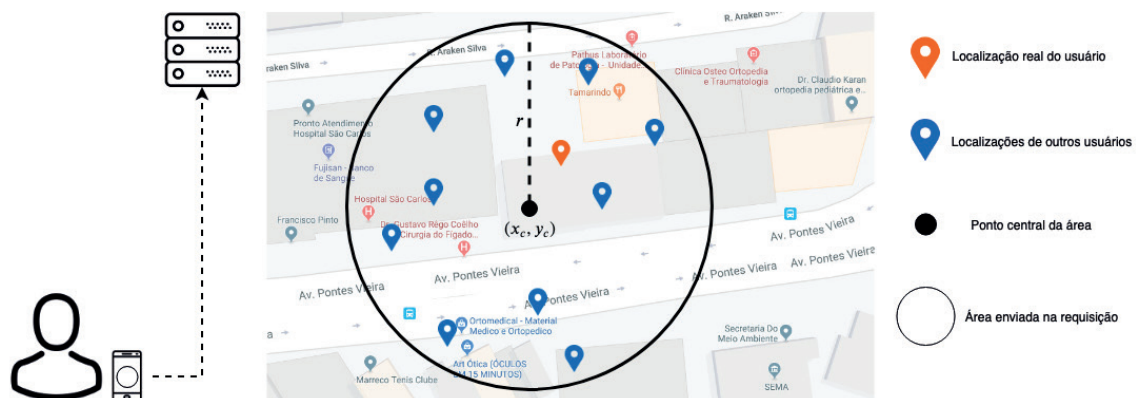 R. Araken Silva
R. Araken Silva
R. Araken Silva
Pathus Laboratório
de Patologia - Unidade...
Clínica Osteo Ortopedia
e Traumatologia
Tamarindo
Dr. Claudio Karan
ortopedia pediátrica e...
Pronto Atendimento
Hospital São Carlos
Fujisan - Banco
de Sangue
r
Hospital São Carlos
Dr. Gustavo Rêgo Coêlho
Cirurgia do Fígado...
Francisco Pinto
(x_c, y_c)
Av. Pontes Vieira
Av. Pontes Vieira
Av. Pontes Vieira
Av. Pontes Vieira
Av. Pontes Vieira
Av. Pontes Vieira
Ortomedical - Material
Médico e Ortopédico
Art Ótica (ÓCULOS
EM 15 MINUTOS)
Marreco Tenis Clube
Secretaria Do
Meio Ambiente
SEMA
Localização real do usuário
Localizações de outros usuários
Ponto central da área
Área enviada na requisição